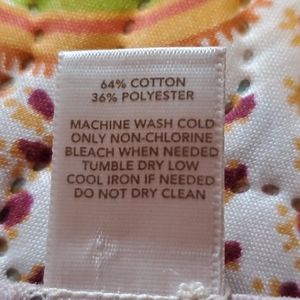 64% COTTON
36% POLYESTER
MACHINE WASH COLD
ONLY NON-CHLORINE
BLEACH WHEN NEEDED
TUMBLE DRY LOW
COOL IRON IF NEEDED
DO NOT DRY CLEAN